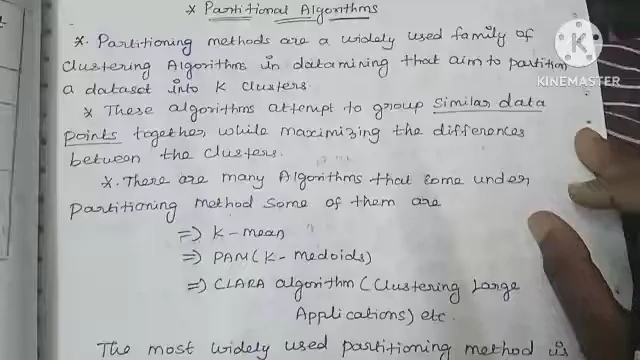 * Partitional Algorithms
*. Partitioning methods are a widely used family of
clustering Algorithms in datamining that aim to partition
a dataset into K clusters.
* These algorithms attempt to group similar data
points together, while maximizing the differences
between the clusters.
*. There are many Algorithms that come under
partitioning method some of them are
=> K-mean
=> PAM (K-medoids)
=> CLARA algorithm (Clustering Large
Applications) etc.
The most widely used partitioning method is
K
KINEMASTER